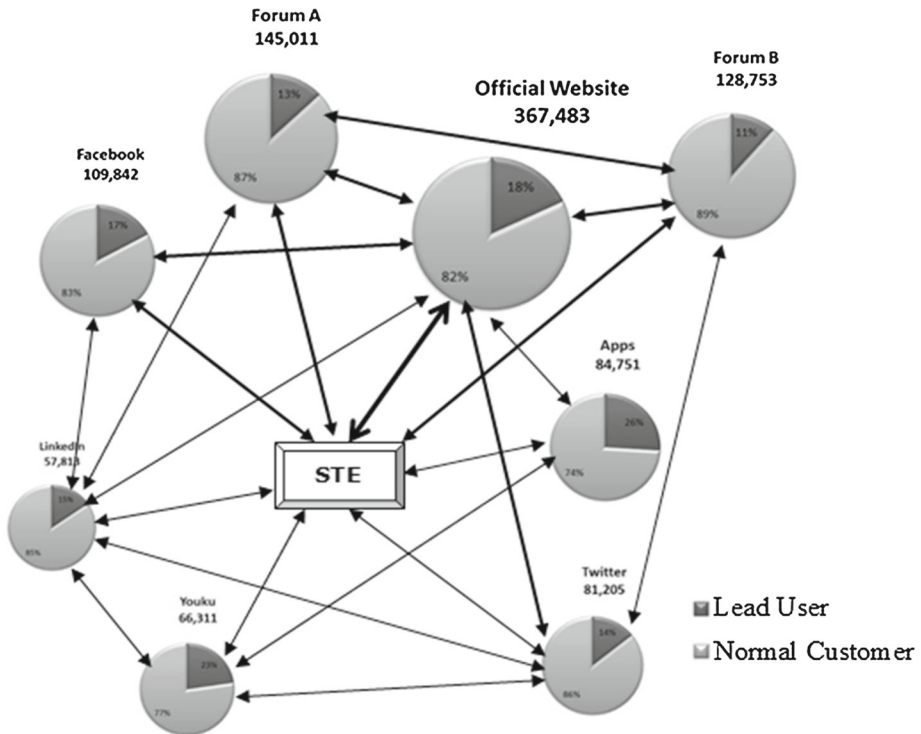 Forum A
145,011
13%
87%
Official Website
367,483
18%
82%
Forum B
128,753
11%
89%
Facebook
109,842
17%
83%
Apps
84,751
26%
74%
LinkedIn
57,813
15%
85%
STE
Youku
66,311
23%
77%
Twitter
81,205
14%
86%
Lead User
Normal Customer